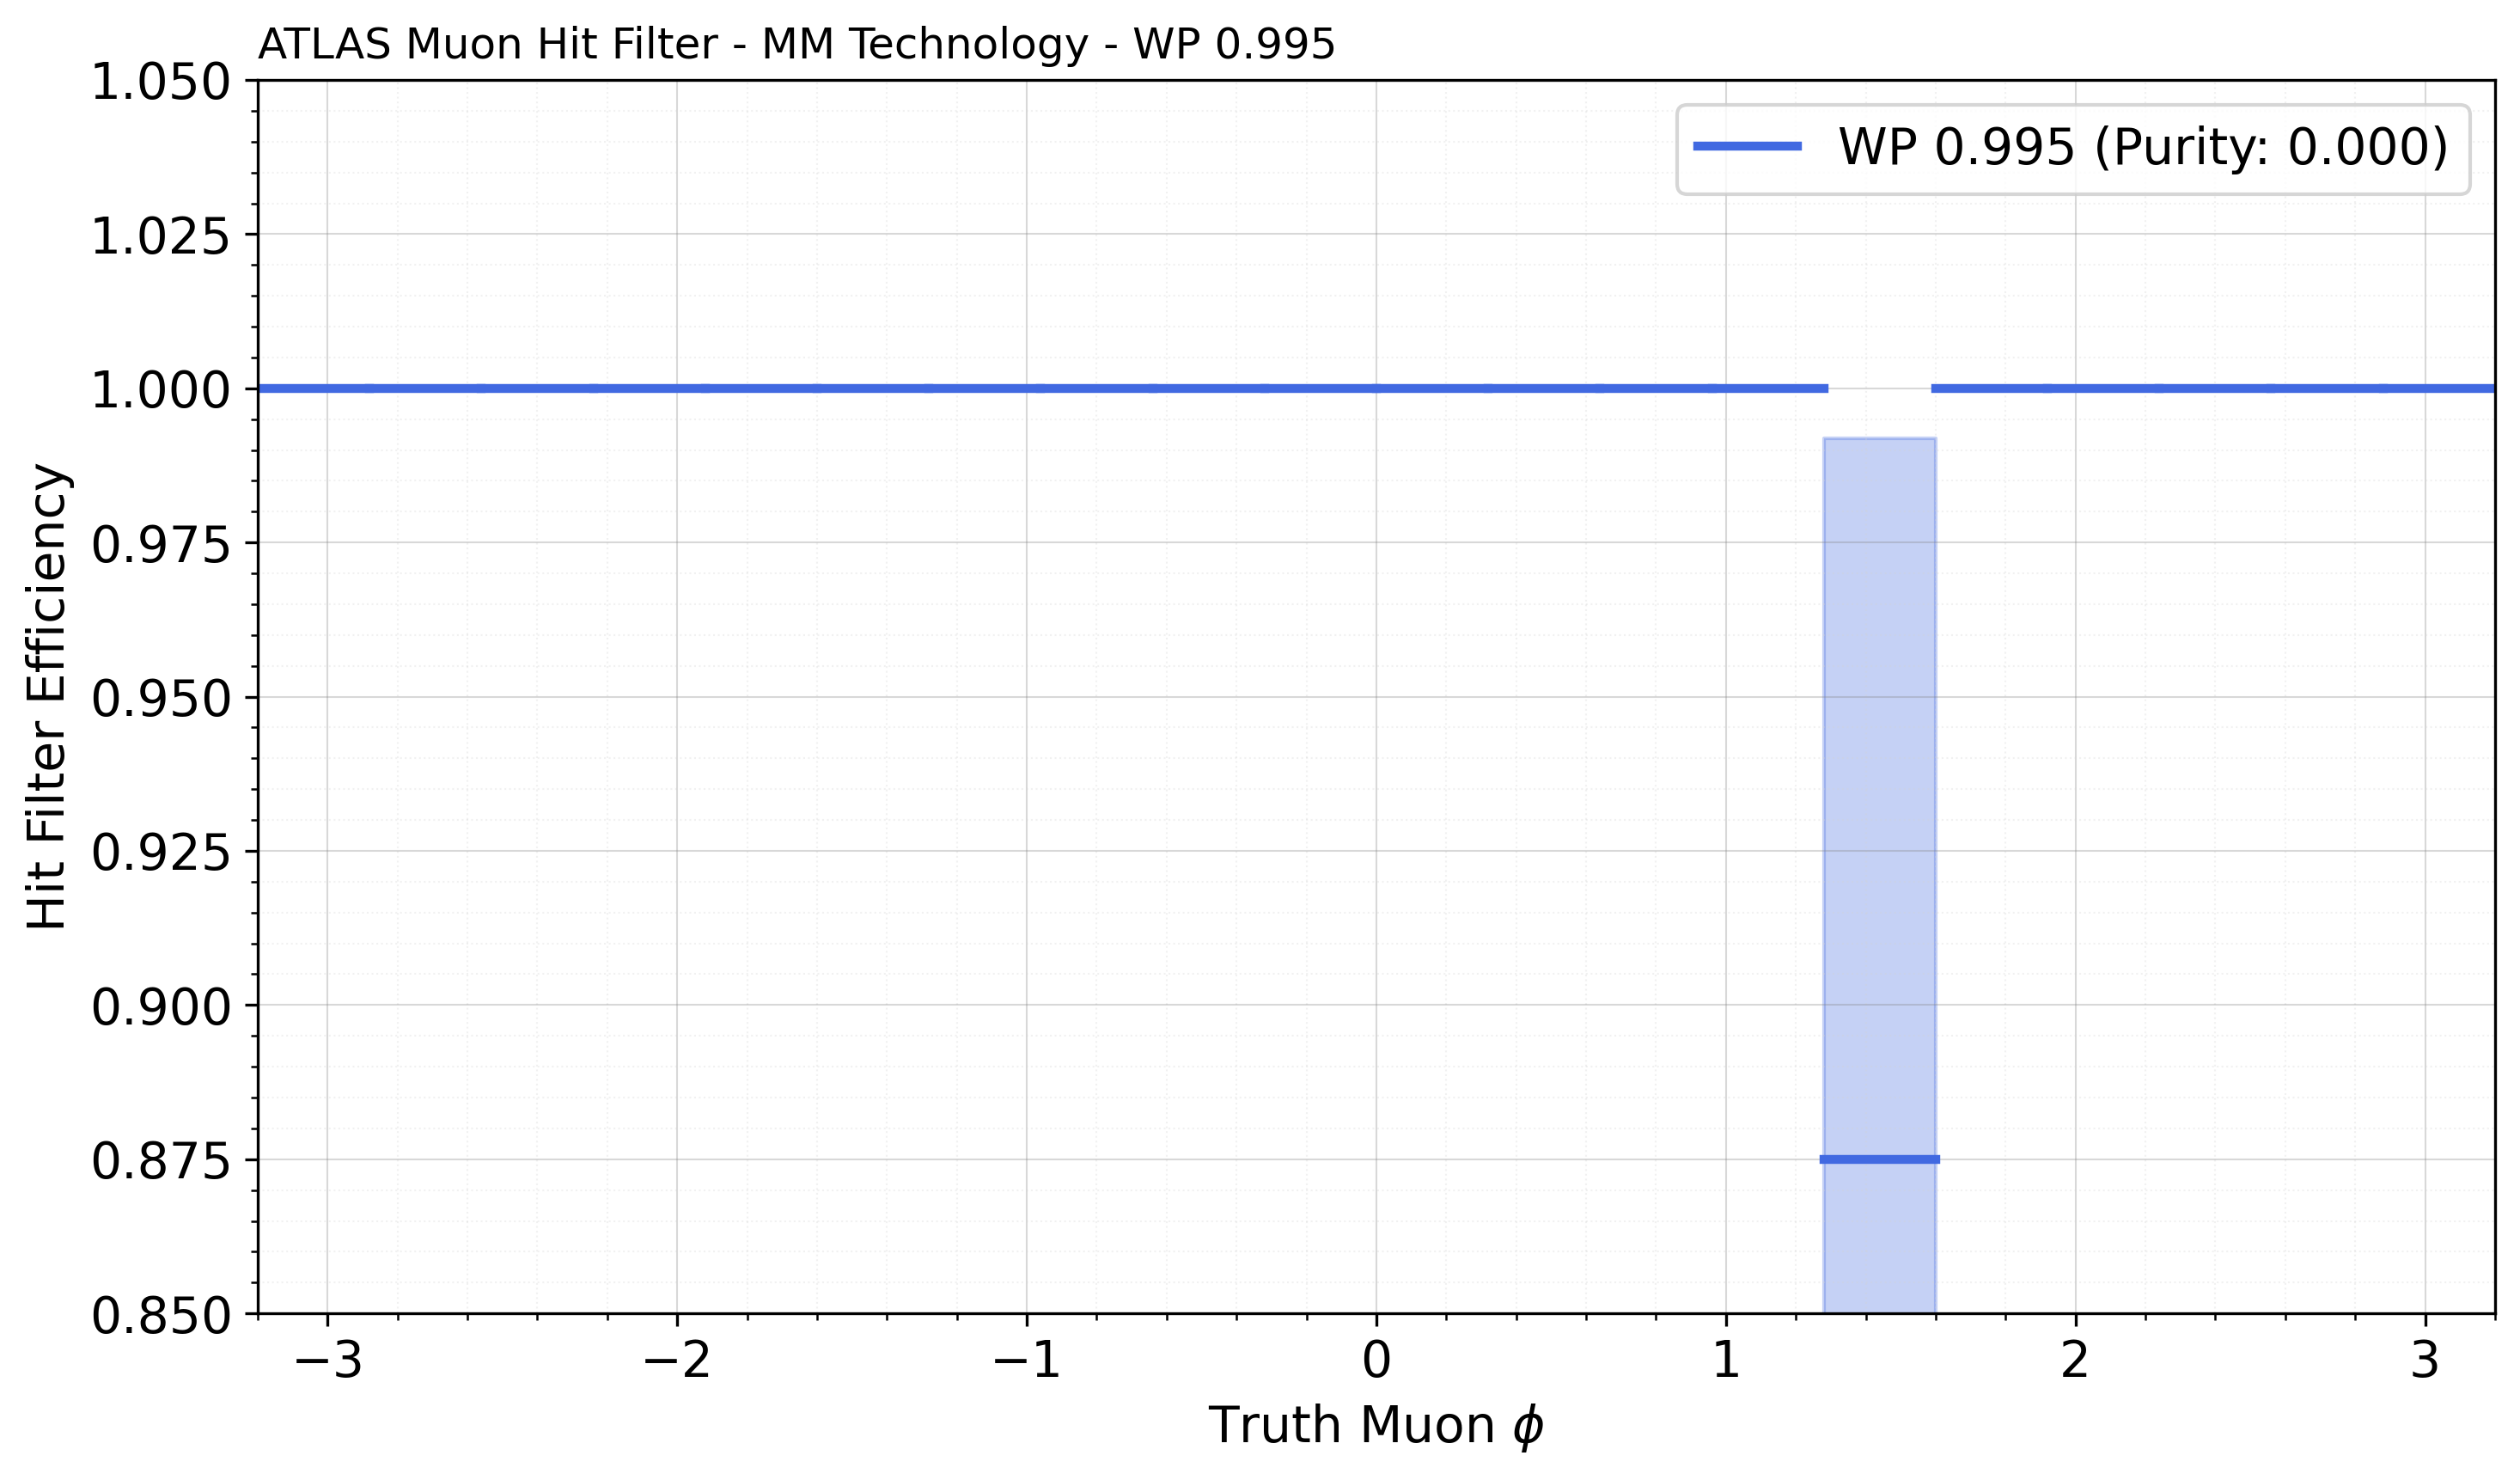 ATLAS Muon Hit Filter - MM Technology - WP 0.995
WP 0.995 (Purity: 0.000)
Hit Filter Efficiency
1.050
1.025
1.000
0.975
0.950
0.925
0.900
0.875
0.850
−3 −2 −1 0 1 2 3
Truth Muon ϕ